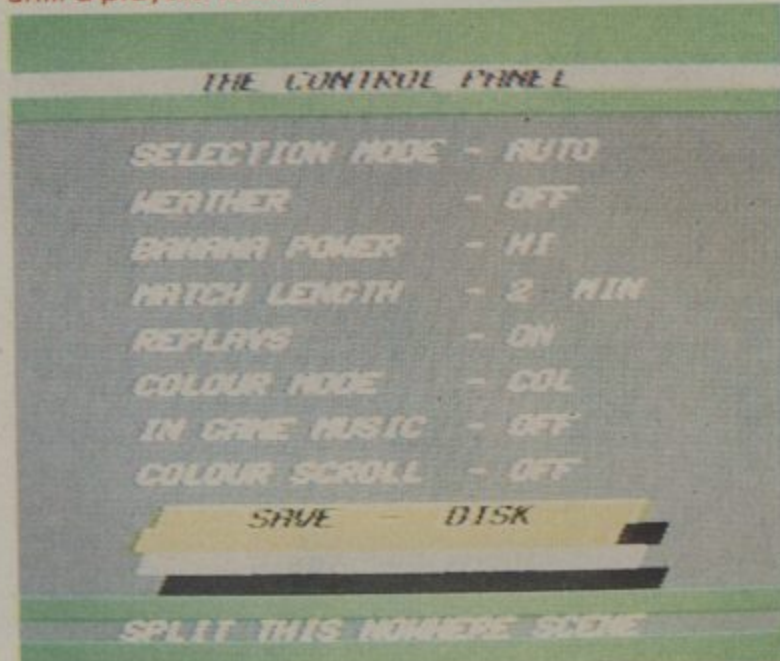 THE CONTROL PANEL
SELECTION MODE - AUTO
WEATHER - OFF
BANANA POWER - HI
MATCH LENGTH - 2 MIN
REPLAYS - ON
COLOUR MODE - COL
IN GAME MUSIC - OFF
COLOUR SCROLL - OFF
SAVE - DISK
SPLIT THIS NOWHERE SCENE